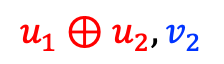 u₁ ⊕ u₂, v₂